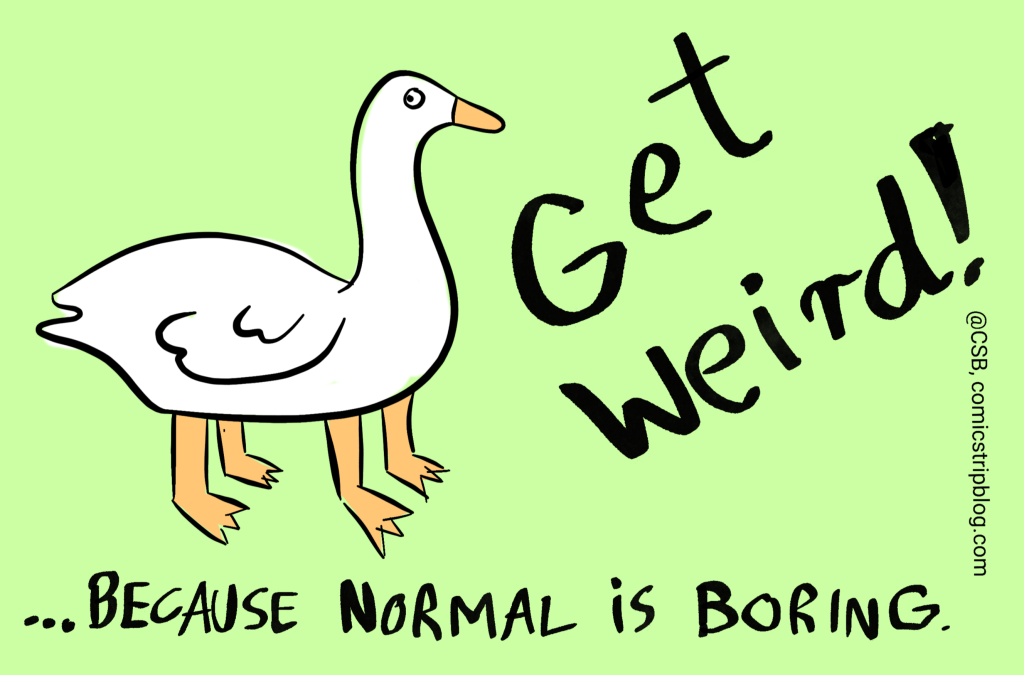 Get
Weird!
@CSB, comicstripblog.com
...BECAUSE NORMAL iS BORING.